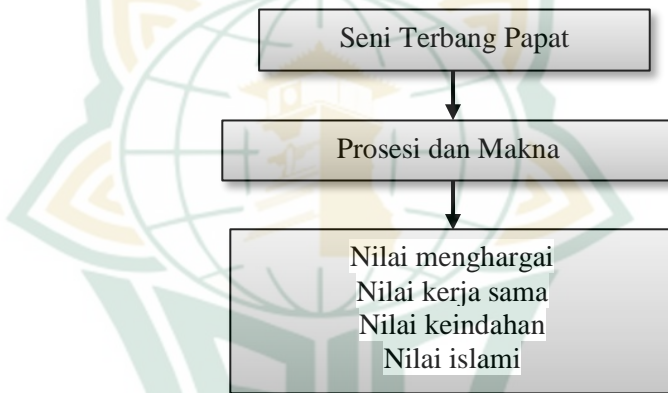 Seni Terbang Papat
Prosesi dan Makna
Nilai menghargai
Nilai kerja sama
Nilai keindahan
Nilai islami